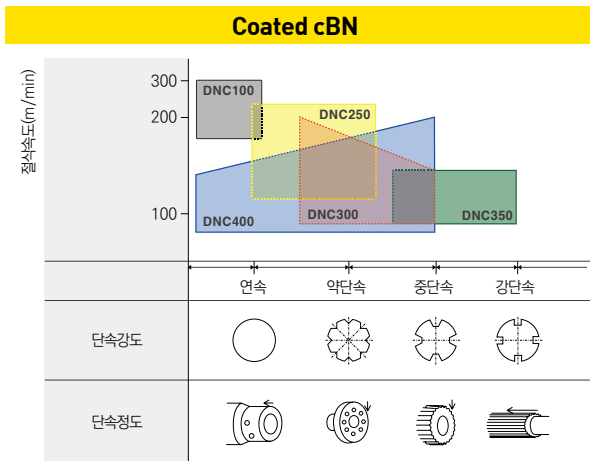 Coated cBN
절삭속도(m/min)
300
200
100
DNC100
DNC250
DNC400
DNC300
DNC350
연속
약단속
중단속
강단속
단속강도
단속정도